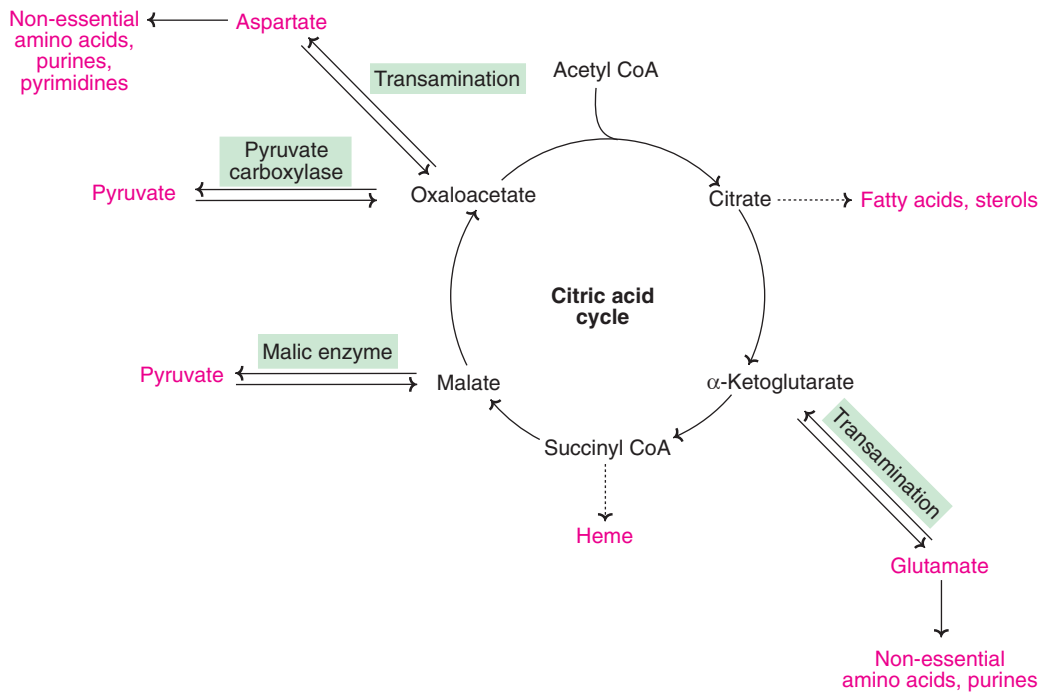 Non-essential
amino acids,
purines,
pyrimidines
Aspartate
Transamination
Acetyl CoA
Pyruvate
carboxylase
Pyruvate
Oxaloacetate
Citrate
Fatty acids, sterols
Citric acid
cycle
Malic enzyme
Pyruvate
Malate
α-Ketoglutarate
Succinyl CoA
Transamination
Heme
Glutamate
Non-essential
amino acids, purines